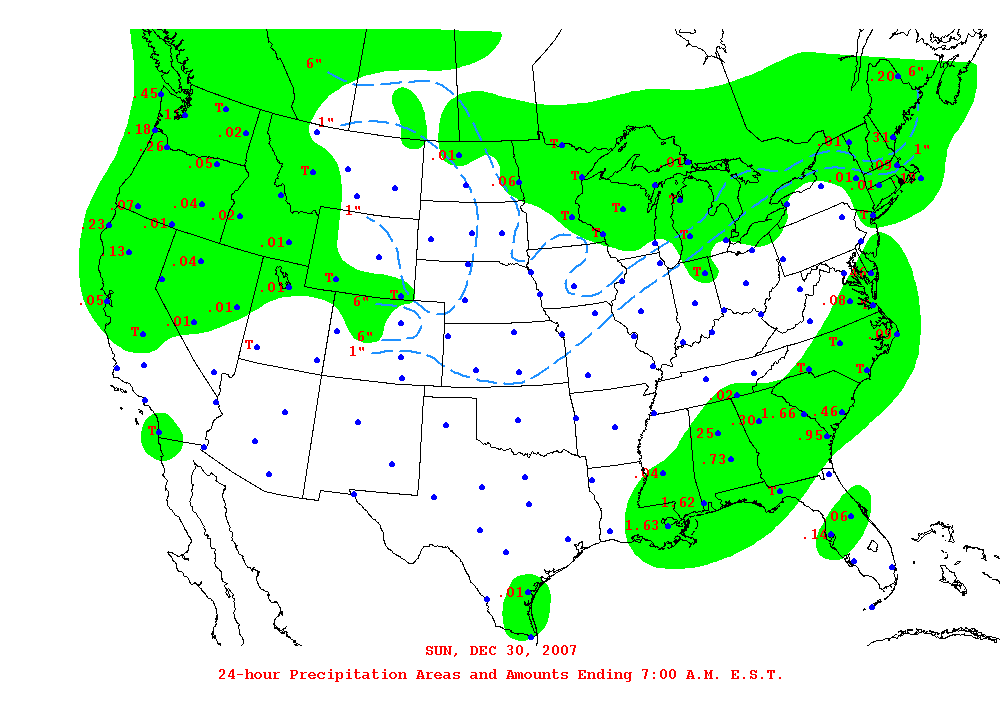 6"
.20 6"
.45
T
1"
.18 .02 .31
.01
.26 T 1"
.01
.05 .01 .09
T .06 T .01 .01
.07 .04 1"
.23 .01 .02 T T T
.13 .01 T T
.04
.01 T T
.05 .01 6" T .08
.01
T 6" .09
T 1" T
T T
.02
T .30 1.66 .46
.25 .95
.73
.04
T
1.62
1.63 .06
.14
.01
SUN, DEC 30, 2007
24-hour Precipitation Areas and Amounts Ending 7:00 A.M. E.S.T.